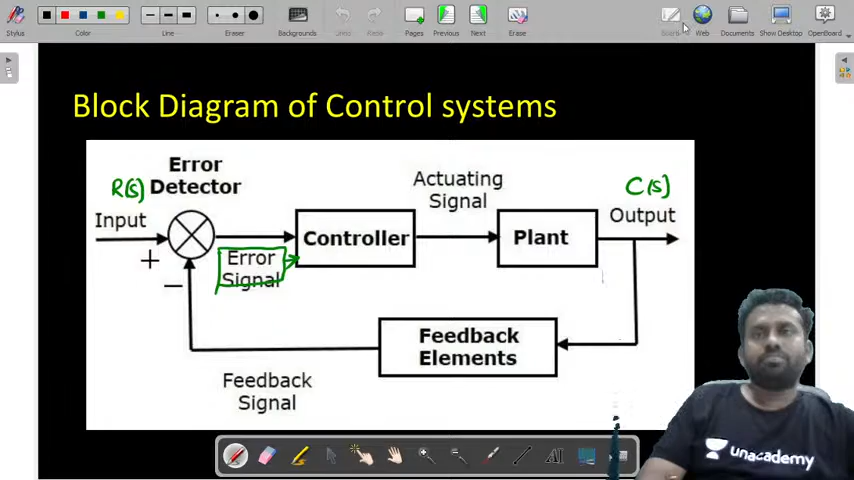 Stylus
Color
Line
Eraser
Backgrounds
Undo
Redo
Pages
Previous
Next
Erase
Board
Web
Documents
Show Desktop
OpenBoard
Block Diagram of Control systems
Error
Detector
R(s)
Input
+
−
Error
Signal
Controller
Actuating
Signal
Plant
C(s)
Output
Feedback
Elements
Feedback
Signal
unacademy